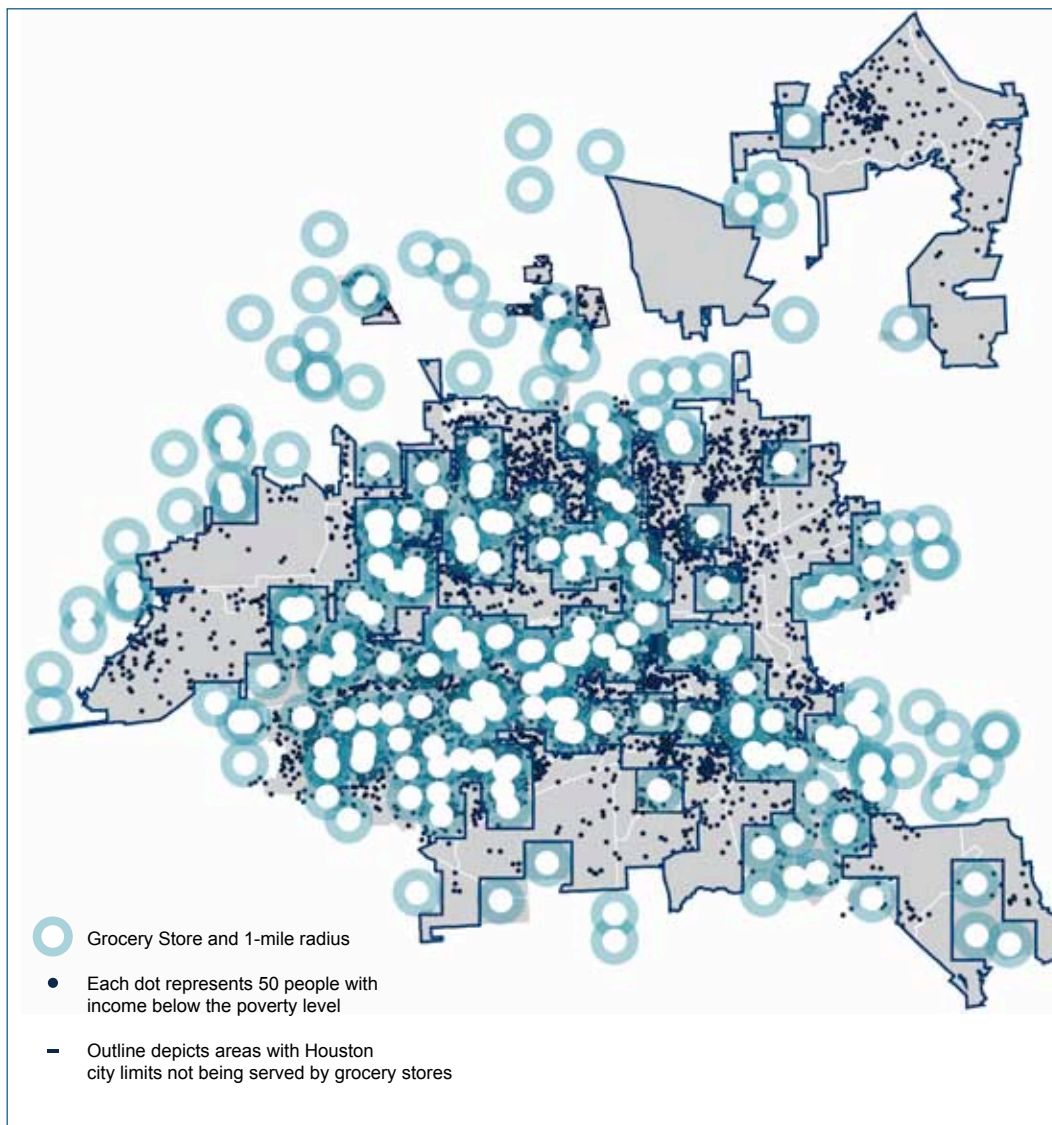 Grocery Store and 1-mile radius
Each dot represents 50 people with
income below the poverty level
Outline depicts areas with Houston
city limits not being served by grocery stores